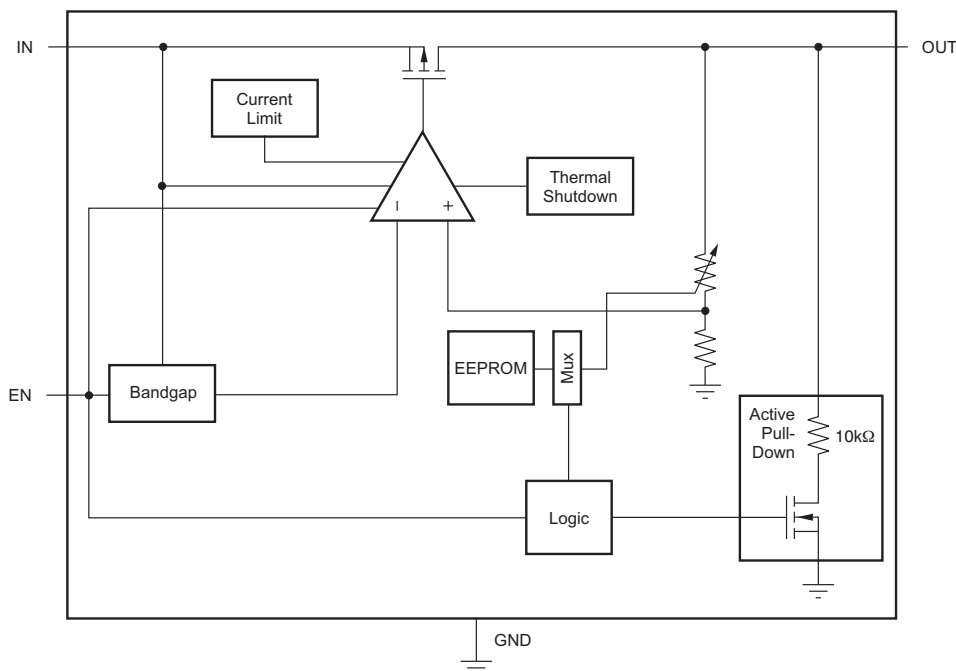 IN
OUT
Current
Limit
Thermal
Shutdown
–
+
EEPROM
Mux
EN
Bandgap
Active
Pull-
Down
10kΩ
Logic
GND